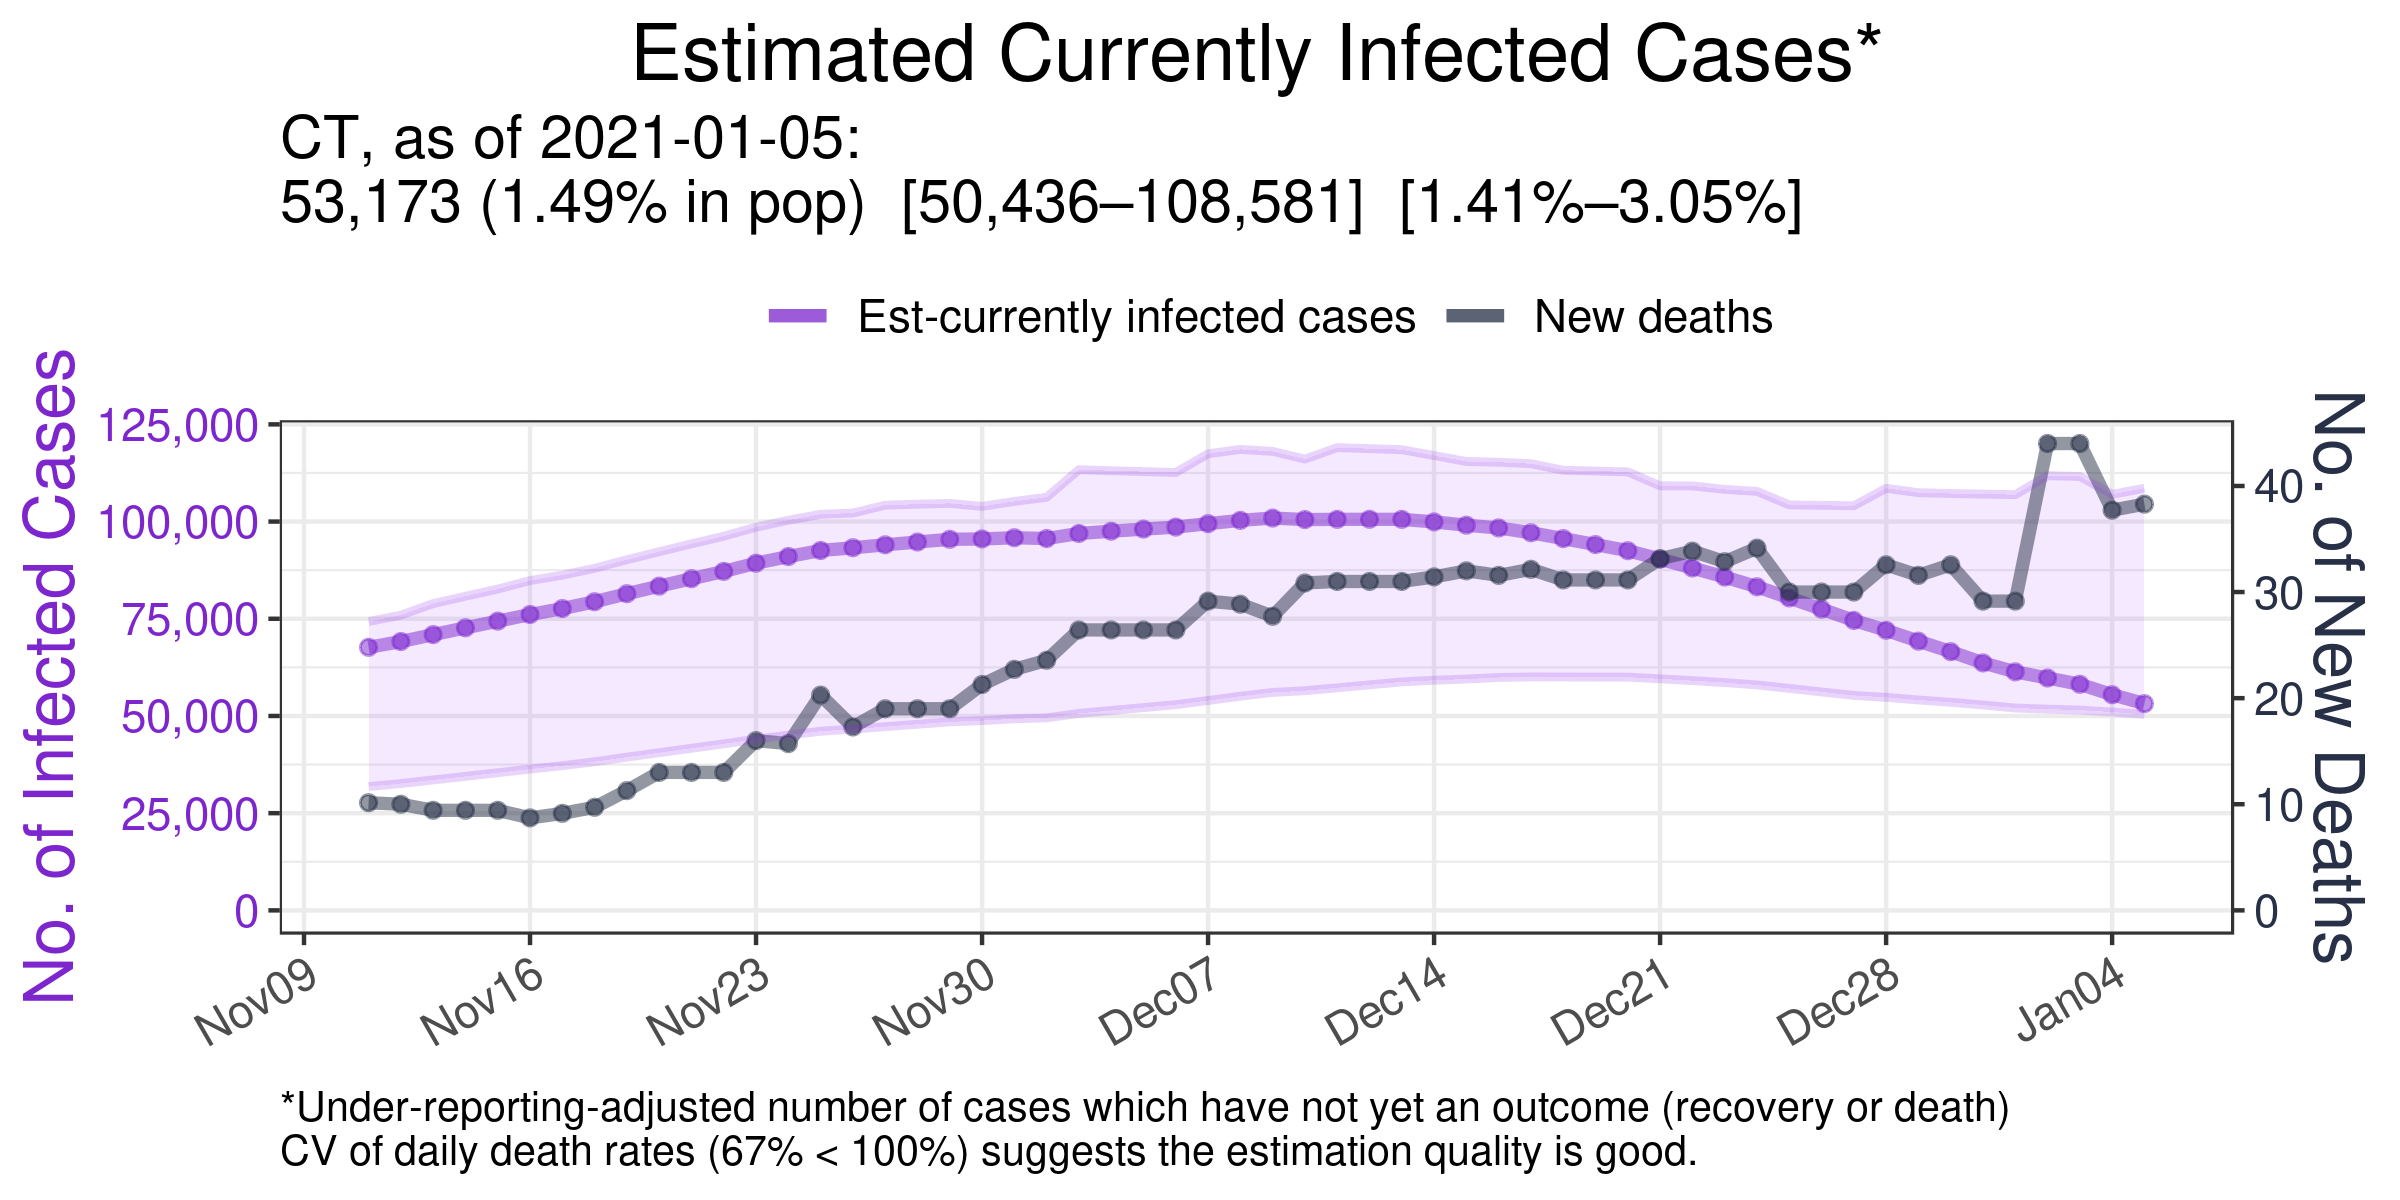 Estimated Currently Infected Cases*
CT, as of 2021-01-05:
53,173 (1.49% in pop)  [50,436–108,581]  [1.41%–3.05%]
Est-currently infected cases
New deaths
No. of Infected Cases
125,000
100,000
75,000
50,000
25,000
0
No. of New Deaths
40
30
20
10
0
Nov09
Nov16
Nov23
Nov30
Dec07
Dec14
Dec21
Dec28
Jan04
*Under-reporting-adjusted number of cases which have not yet an outcome (recovery or death)
CV of daily death rates (67% < 100%) suggests the estimation quality is good.